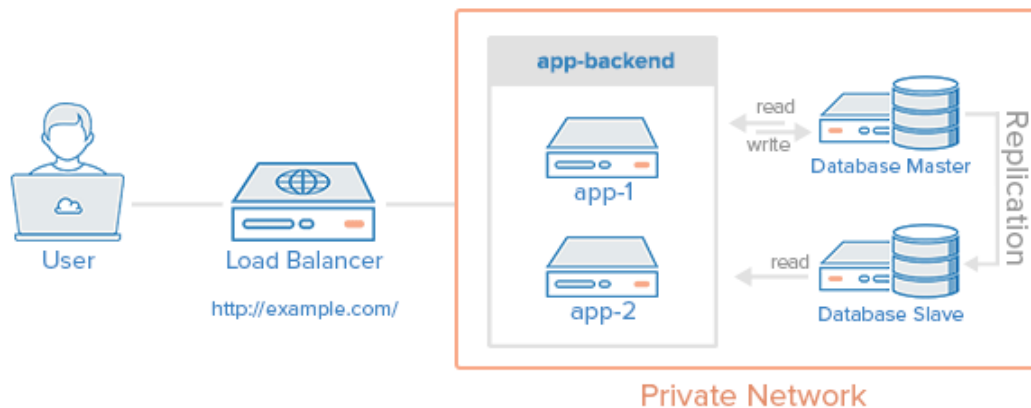 app-backend
read
write
Database Master
Replication
app-1
User
Load Balancer
http://example.com/
read
app-2
Database Slave
Private Network